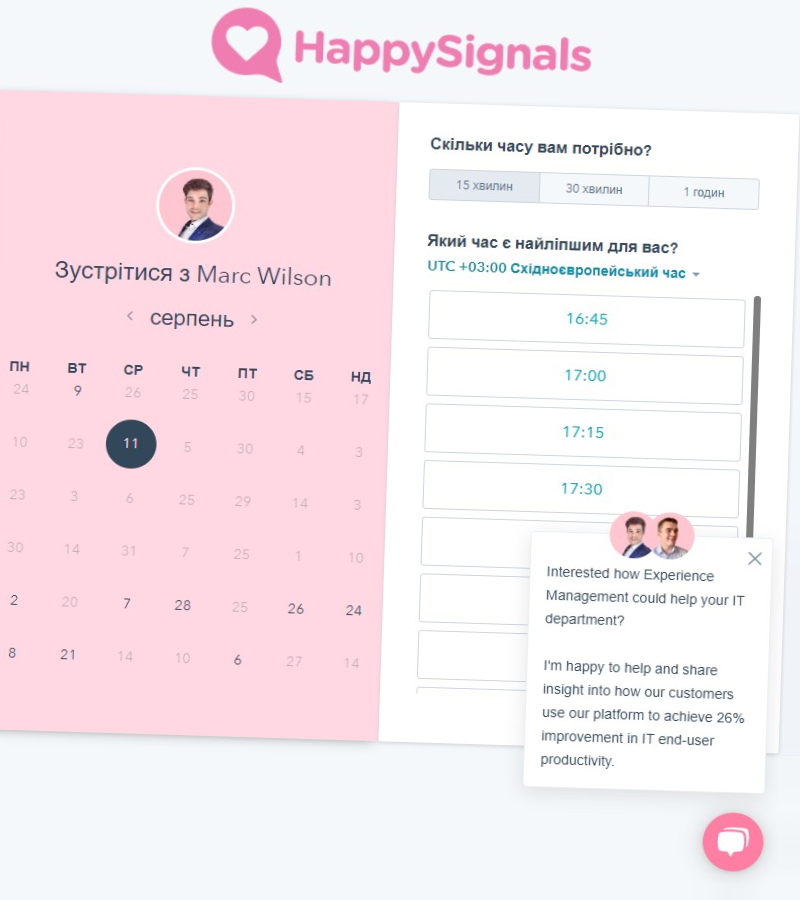 HappySignals
Зустрітися з Marc Wilson
серпень
ПН ВТ СР ЧТ ПТ СБ НД
24 9 26 25 30 15 17
10 23 11 5 30 4 3
23 3 6 25 29 14 3
30 14 31 7 25 1 10
2 20 7 28 25 26 24
8 21 14 10 6 27 14
Скільки часу вам потрібно?
15 хвилин 30 хвилин 1 годин
Який час є найліпшим для вас?
UTC +03:00 Східноєвропейський час
16:45
17:00
17:15
17:30
Interested how Experience
Management could help your IT
department?
I'm happy to help and share
insight into how our customers
use our platform to achieve 26%
improvement in IT end-user
productivity.